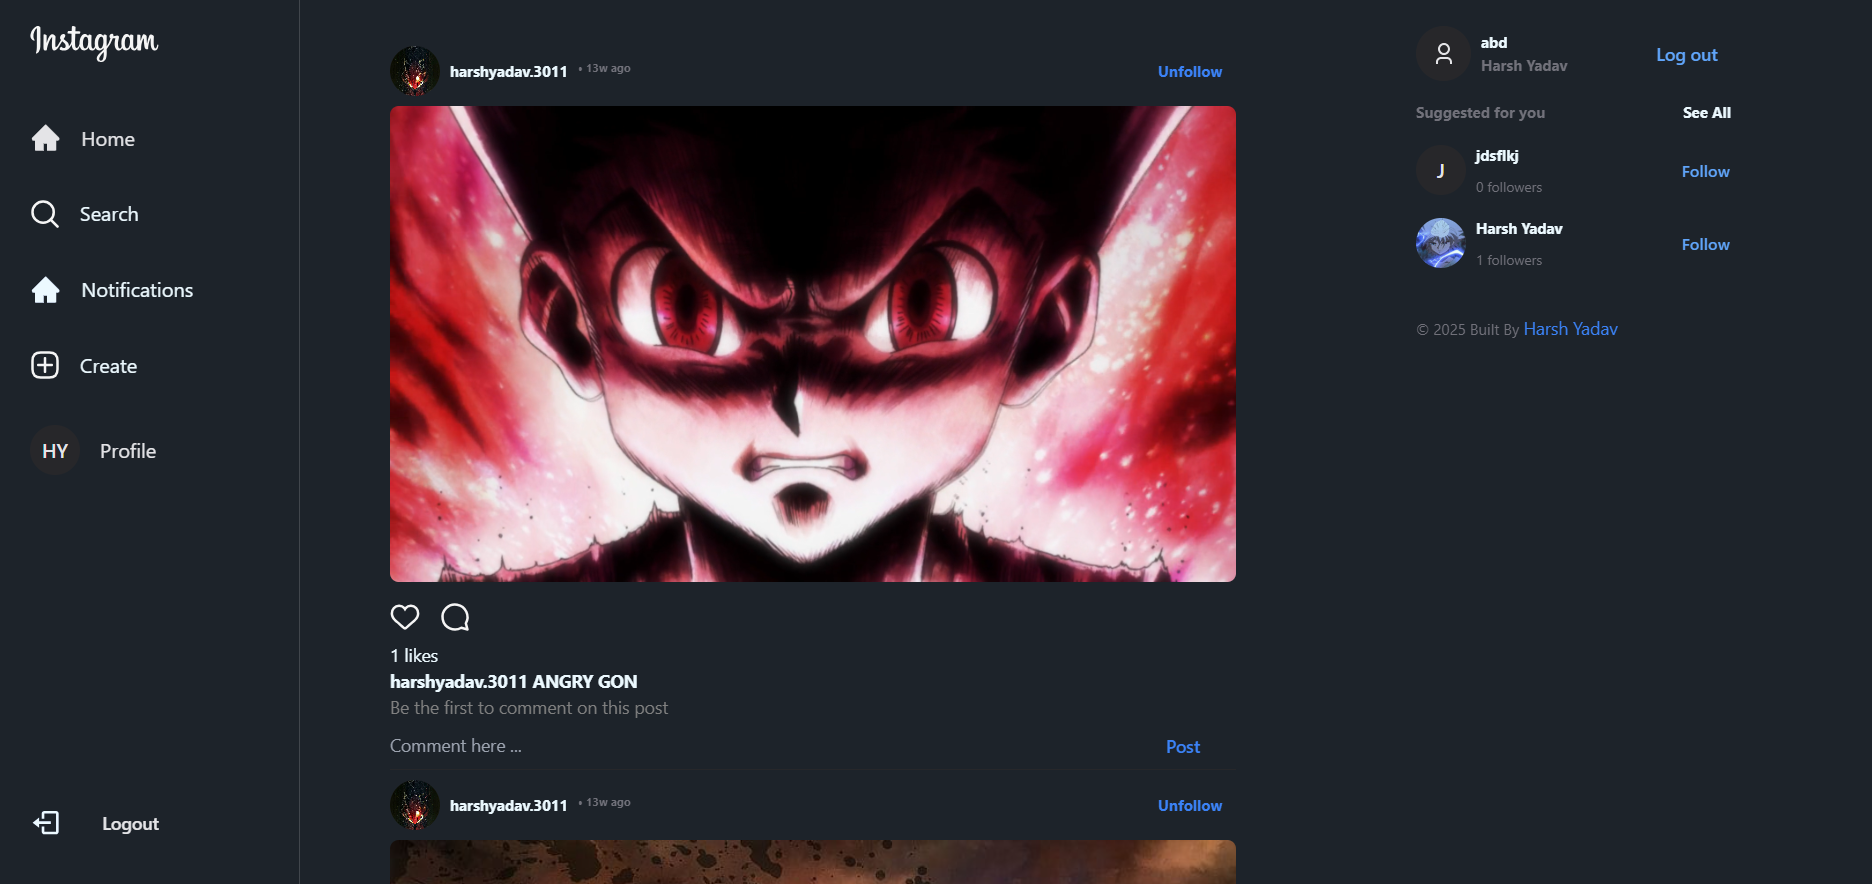 Instagram
Home
Search
Notifications
Create
HY Profile
Logout
harshyadav.3011 • 13w ago Unfollow
1 likes
harshyadav.3011 ANGRY GON
Be the first to comment on this post
Comment here ... Post
harshyadav.3011 • 13w ago Unfollow
abd
Harsh Yadav
Log out
Suggested for you See All
J
jdsflkj
0 followers
Follow
Harsh Yadav
1 followers
Follow
© 2025 Built By Harsh Yadav